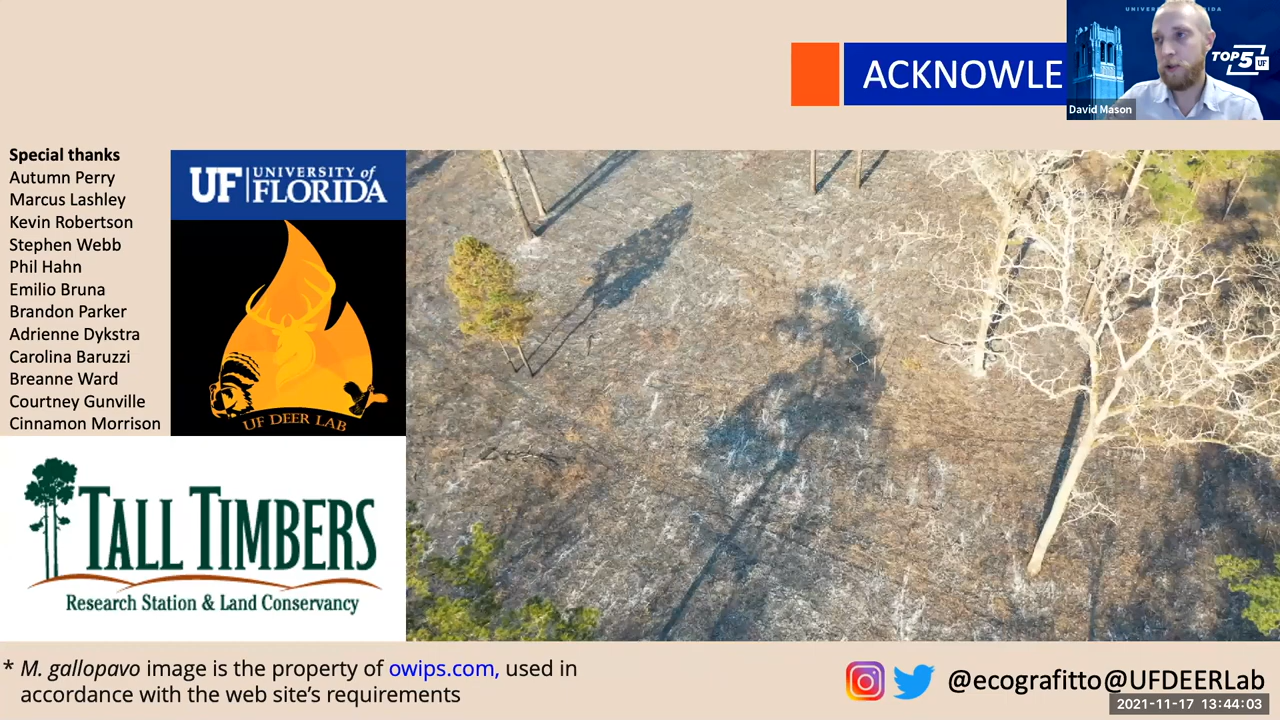 UNIVERSITY OF FLORIDA
ACKNOWLE
TOP 5 UF
David Mason
Special thanks
Autumn Perry
Marcus Lashley
Kevin Robertson
Stephen Webb
Phil Hahn
Emilio Bruna
Brandon Parker
Adrienne Dykstra
Carolina Baruzzi
Breanne Ward
Courtney Gunville
Cinnamon Morrison
UF UNIVERSITY of
FLORIDA
UF DEER LAB
TALL TIMBERS
Research Station & Land Conservancy
* M. gallopavo image is the property of owips.com, used in
accordance with the web site's requirements
@ecografitto@UFDEERLab
2021-11-17 13:44:03